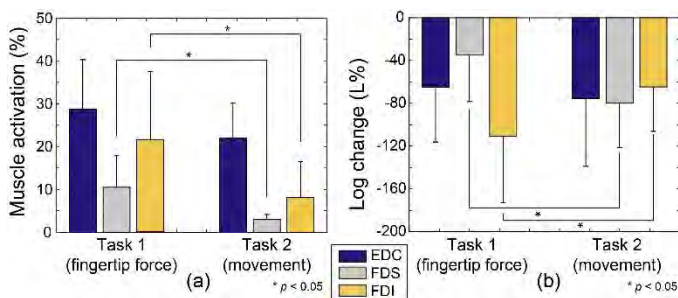 Muscle activation (%)
50
40
30
20
10
0
*
*
Task 1
(fingertip force)
Task 2
(movement)
(a)
* p < 0.05
EDC
FDS
FDI
Log change (L%)
0
-40
-80
-120
-160
-200
*
*
Task 1
(fingertip force)
Task 2
(movement)
(b)
* p < 0.05